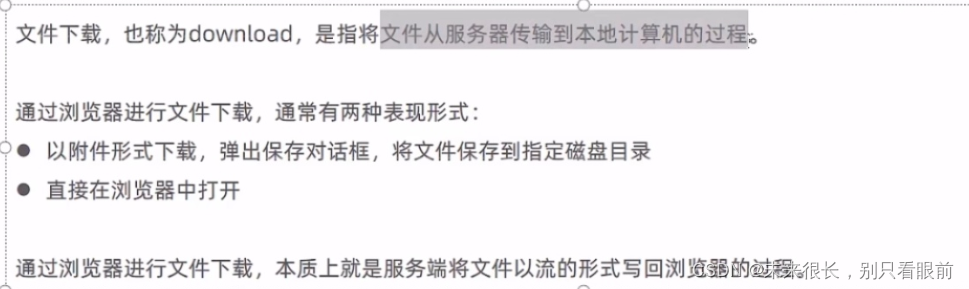 文件下载，也称为download，是指将文件从服务器传输到本地计算机的过程。
通过浏览器进行文件下载，通常有两种表现形式：
● 以附件形式下载，弹出保存对话框，将文件保存到指定磁盘目录
● 直接在浏览器中打开
通过浏览器进行文件下载，本质上就是服务端将文件以流的形式写回浏览器的过程。
CSDN @未来很长，别只看眼前